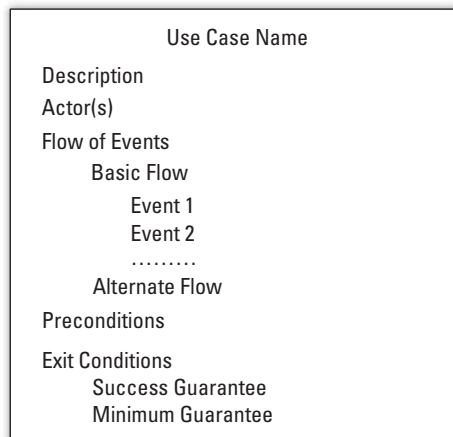 Use Case Name
Description
Actor(s)
Flow of Events
Basic Flow
Event 1
Event 2
.........
Alternate Flow
Preconditions
Exit Conditions
Success Guarantee
Minimum Guarantee